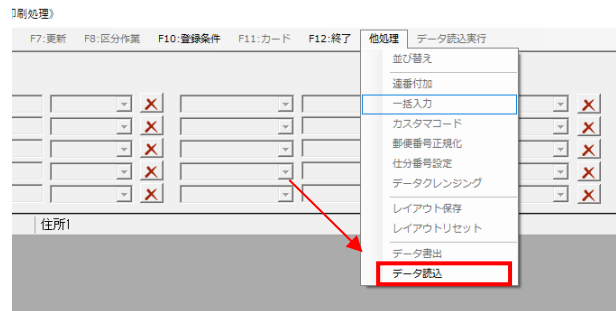 印刷処理》
F7:更新 F8:区分作業 F10:登録条件 F11:カード F12:終了 他処理 データ読込実行
並び替え
連番付加
一括入力
カスタマコード
郵便番号正規化
仕分番号設定
データクレンジング
レイアウト保存
レイアウトリセット
データ書出
データ読込
住所1